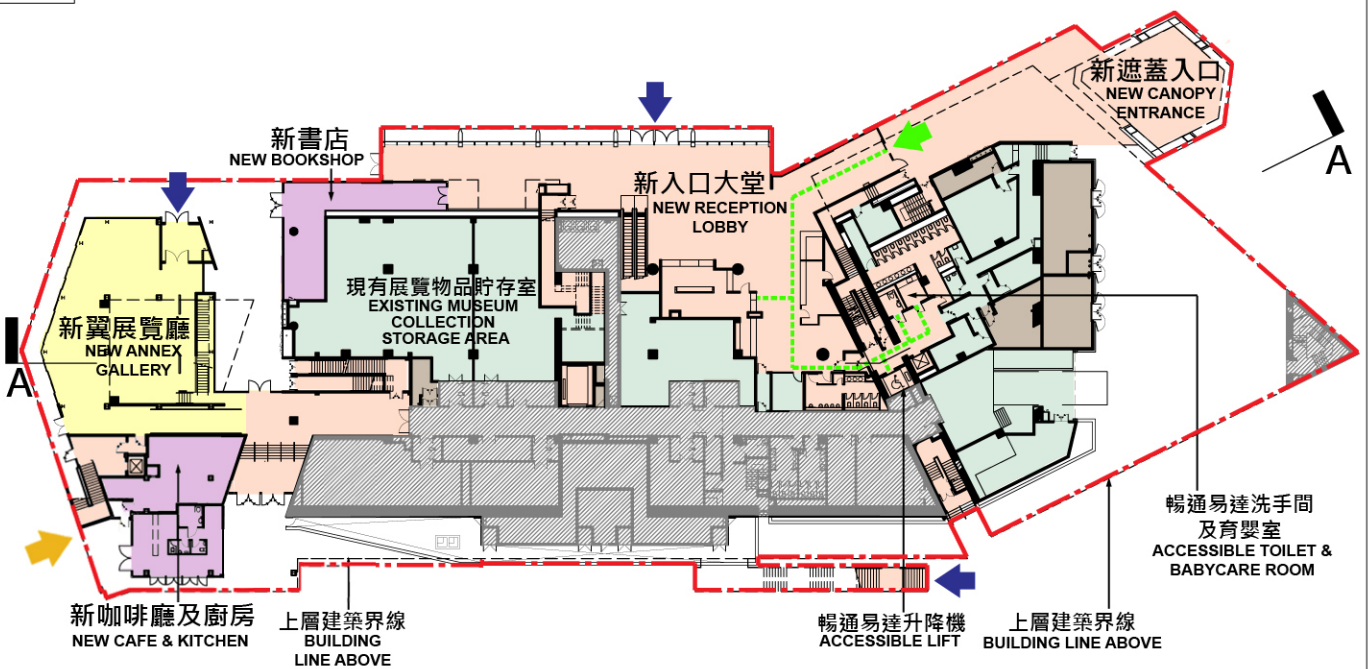 新遮蓋入口
NEW CANOPY
ENTRANCE
A
新書店
NEW BOOKSHOP
新入口大堂
NEW RECEPTION
LOBBY
現有展覽物品貯存室
EXISTING MUSEUM
COLLECTION
STORAGE AREA
新翼展覽廳
NEW ANNEX
GALLERY
A
暢通易達洗手間
及育嬰室
ACCESSIBLE TOILET &
BABYCARE ROOM
新咖啡廳及廚房
NEW CAFE & KITCHEN
上層建築界線
BUILDING
LINE ABOVE
暢通易達升降機
ACCESSIBLE LIFT
上層建築界線
BUILDING LINE ABOVE